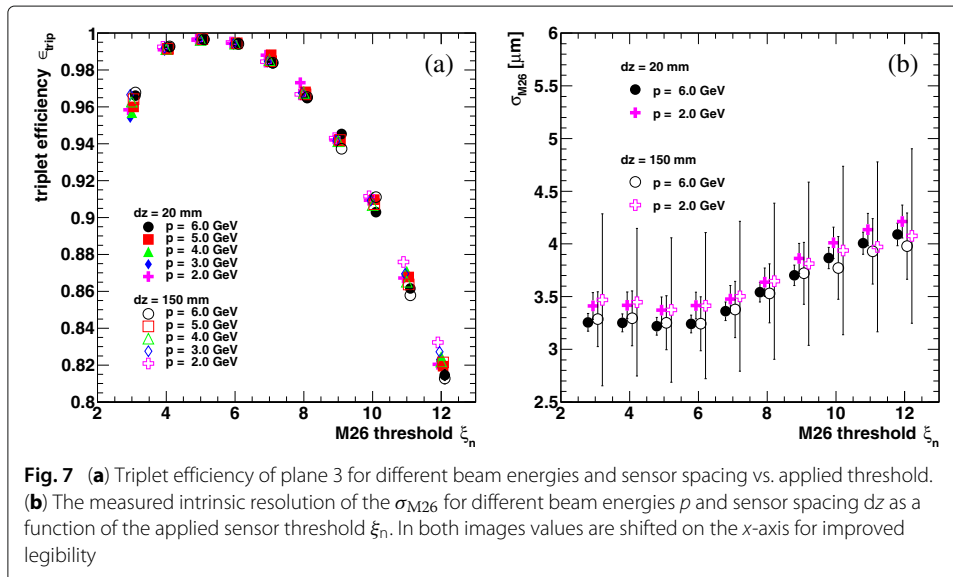 triplet efficiency ϵtrip
1
0.98
0.96
0.94
0.92
0.9
0.88
0.86
0.84
0.82
0.8
(a)
dz = 20 mm
p = 6.0 GeV
p = 5.0 GeV
p = 4.0 GeV
p = 3.0 GeV
p = 2.0 GeV
dz = 150 mm
p = 6.0 GeV
p = 5.0 GeV
p = 4.0 GeV
p = 3.0 GeV
p = 2.0 GeV
2 4 6 8 10 12
M26 threshold ξn
σM26 [μm]
6
5.5
5
4.5
4
3.5
3
2.5
(b)
dz = 20 mm
p = 6.0 GeV
p = 2.0 GeV
dz = 150 mm
p = 6.0 GeV
p = 2.0 GeV
2 4 6 8 10 12
M26 threshold ξn
Fig. 7 (a) Triplet efficiency of plane 3 for different beam energies and sensor spacing vs. applied threshold.
(b) The measured intrinsic resolution of the σM26 for different beam energies p and sensor spacing dz as a
function of the applied sensor threshold ξn. In both images values are shifted on the x-axis for improved
legibility